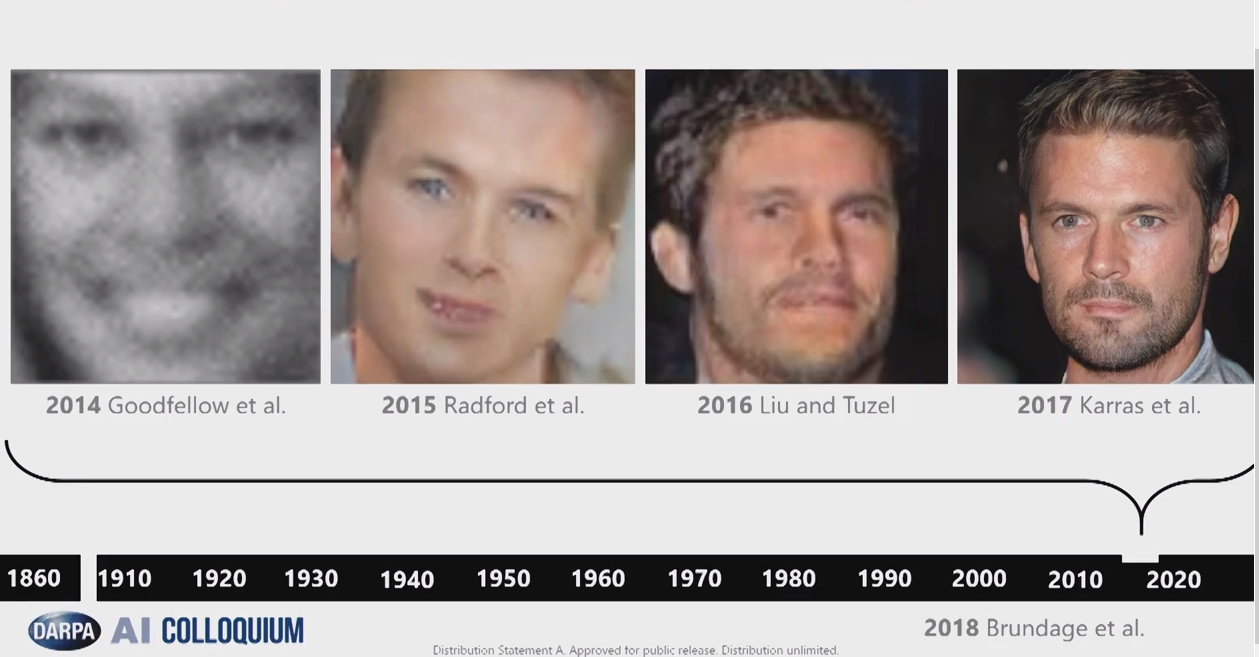 2014 Goodfellow et al. 2015 Radford et al. 2016 Liu and Tuzel 2017 Karras et al.
1860 1910 1920 1930 1940 1950 1960 1970 1980 1990 2000 2010 2020
DARPA AI COLLOQUIUM
2018 Brundage et al.
Distribution Statement A. Approved for public release. Distribution unlimited.